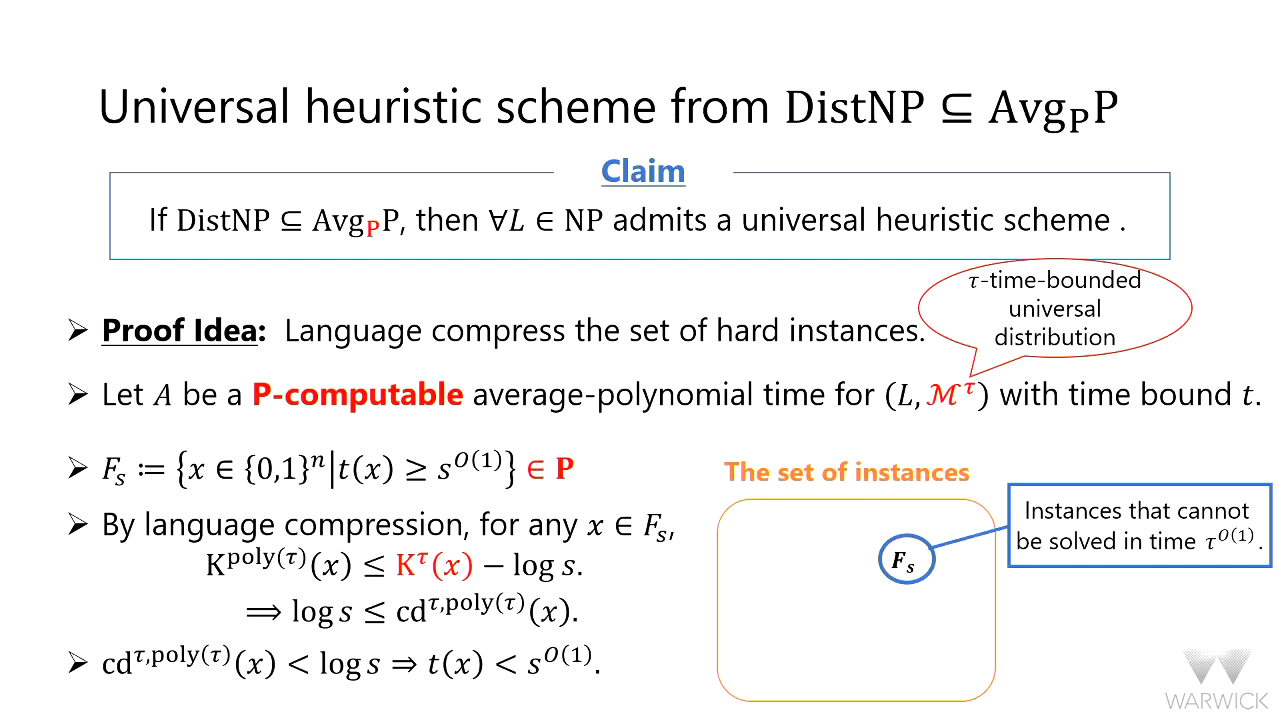 Universal heuristic scheme from DistNP ⊆ Avg_P P
Claim
If DistNP ⊆ Avg_P P, then ∀L ∈ NP admits a universal heuristic scheme .
τ-time-bounded
universal
distribution
➢ Proof Idea: Language compress the set of hard instances.
➢ Let A be a P-computable average-polynomial time for (L, ℳ^τ) with time bound t.
➢ F_s ≔ {x ∈ {0,1}^n | t(x) ≥ s^{O(1)}} ∈ P
➢ By language compression, for any x ∈ F_s,
K^{poly(τ)}(x) ≤ K^τ(x) − log s.
⟹ log s ≤ cd^{τ,poly(τ)}(x).
➢ cd^{τ,poly(τ)}(x) < log s ⇒ t(x) < s^{O(1)}.
The set of instances
F_s
Instances that cannot
be solved in time τ^{O(1)}.
WARWICK